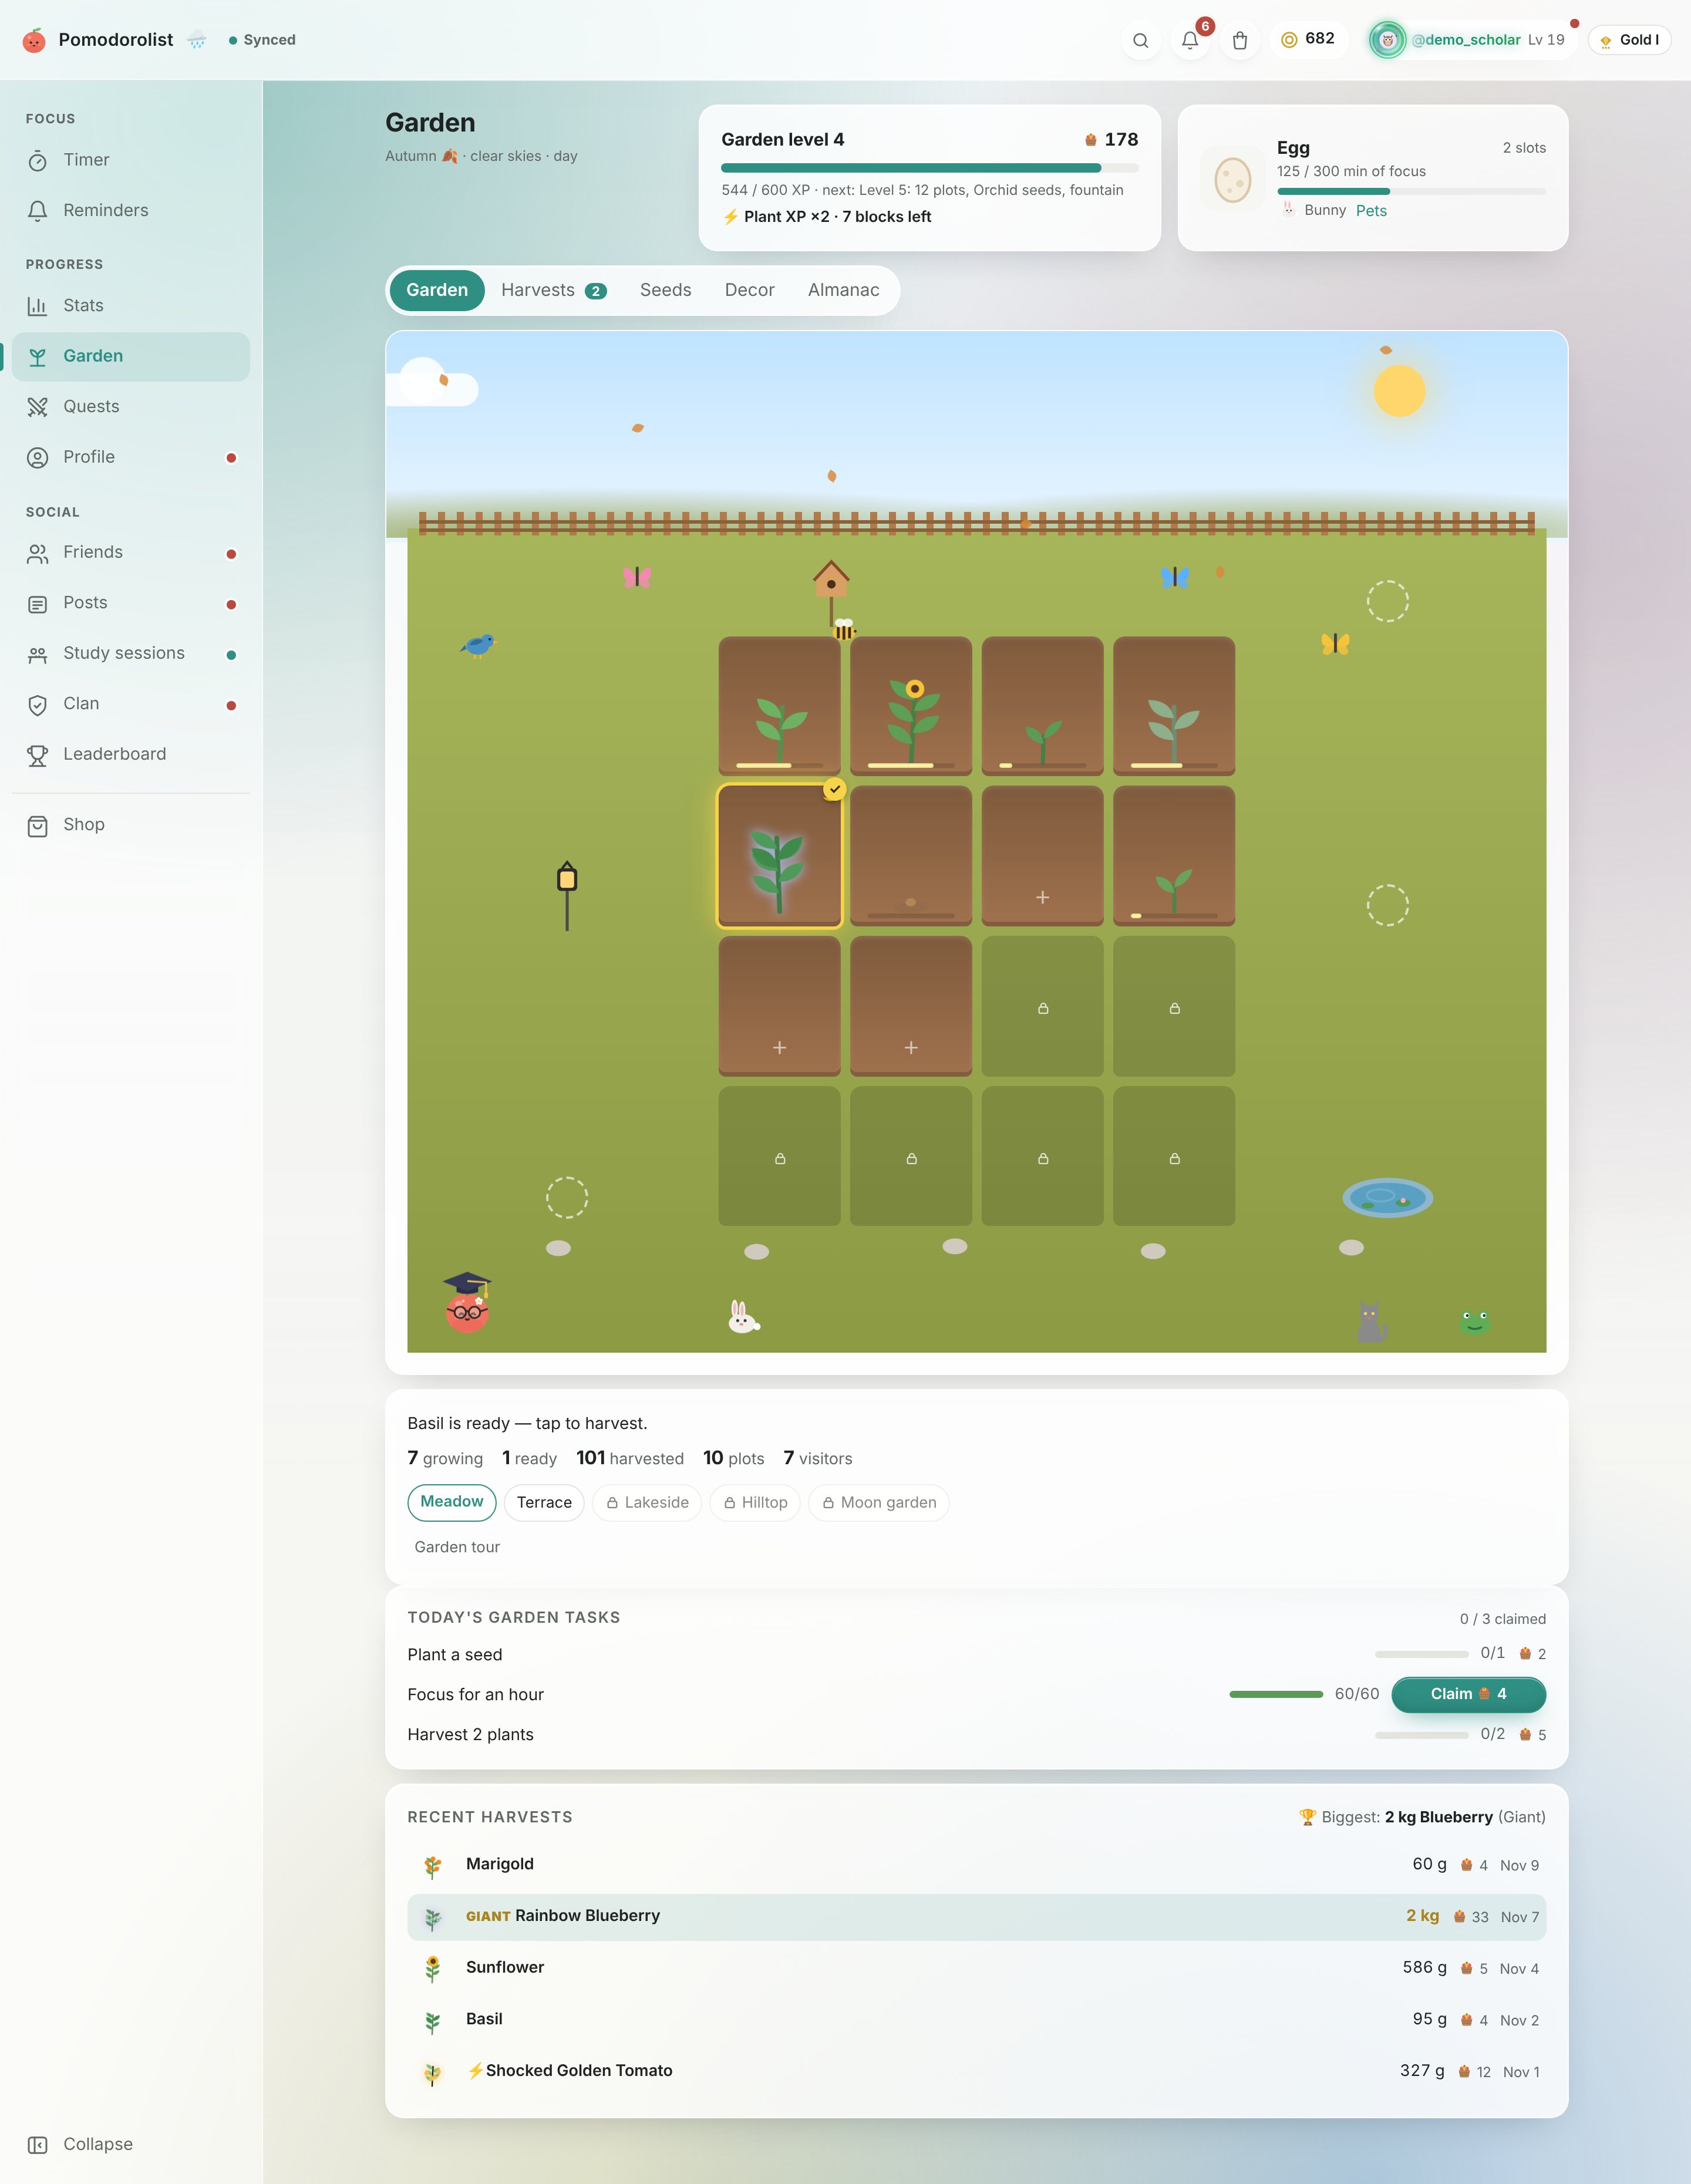 Pomodorolist
Synced
6
682
@demo_scholar Lv 19
Gold I
FOCUS
Timer
Reminders
PROGRESS
Stats
Garden
Quests
Profile
SOCIAL
Friends
Posts
Study sessions
Clan
Leaderboard
Shop
Collapse
Garden
Autumn 🍂 · clear skies · day
Garden level 4 178
544 / 600 XP · next: Level 5: 12 plots, Orchid seeds, fountain
⚡ Plant XP ×2 · 7 blocks left
Egg 2 slots
125 / 300 min of focus
Bunny Pets
Garden Harvests 2 Seeds Decor Almanac
Basil is ready — tap to harvest.
7 growing 1 ready 101 harvested 10 plots 7 visitors
Meadow Terrace Lakeside Hilltop Moon garden
Garden tour
TODAY'S GARDEN TASKS 0 / 3 claimed
Plant a seed 0/1 2
Focus for an hour 60/60 Claim 4
Harvest 2 plants 0/2 5
RECENT HARVESTS 🏆 Biggest: 2 kg Blueberry (Giant)
Marigold 60 g 4 Nov 9
GIANT Rainbow Blueberry 2 kg 33 Nov 7
Sunflower 586 g 5 Nov 4
Basil 95 g 4 Nov 2
⚡Shocked Golden Tomato 327 g 12 Nov 1